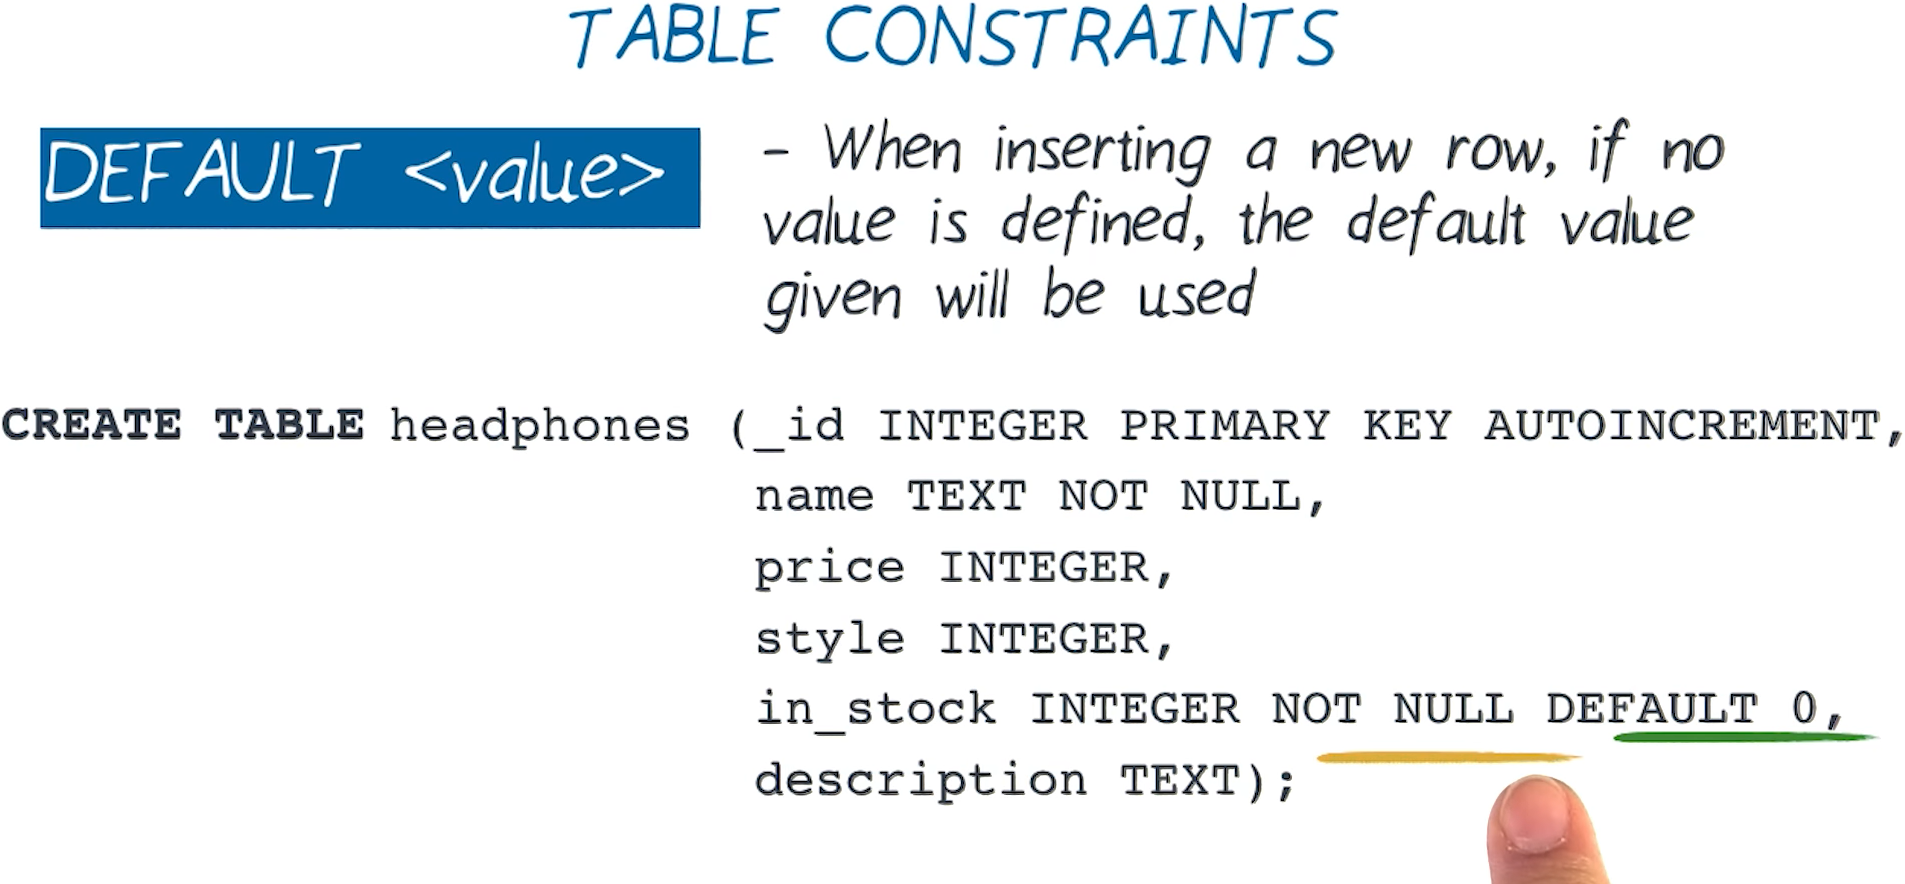 TABLE CONSTRAINTS
DEFAULT <value>
- When inserting a new row, if no
value is defined, the default value
given will be used
CREATE TABLE headphones (_id INTEGER PRIMARY KEY AUTOINCREMENT,
name TEXT NOT NULL,
price INTEGER,
style INTEGER,
in_stock INTEGER NOT NULL DEFAULT 0,
description TEXT);